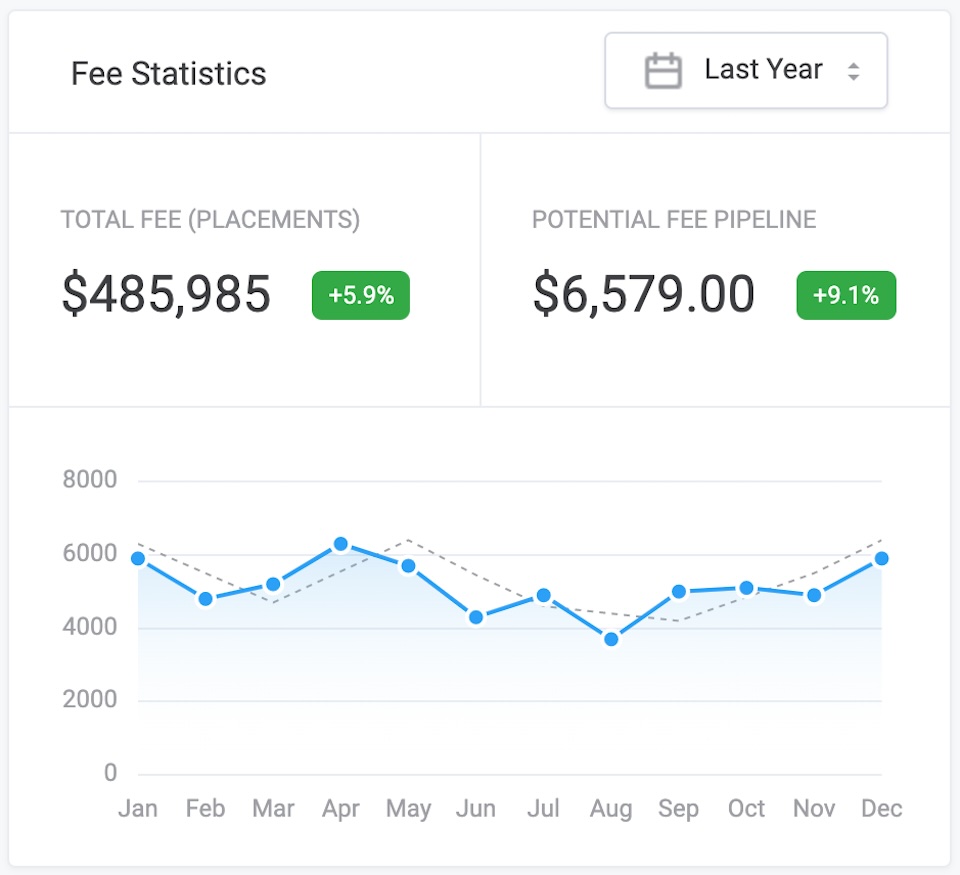 Fee Statistics
Last Year
TOTAL FEE (PLACEMENTS)
$485,985
+5.9%
POTENTIAL FEE PIPELINE
$6,579.00
+9.1%
8000
6000
4000
2000
0
Jan Feb Mar Apr May Jun Jul Aug Sep Oct Nov Dec